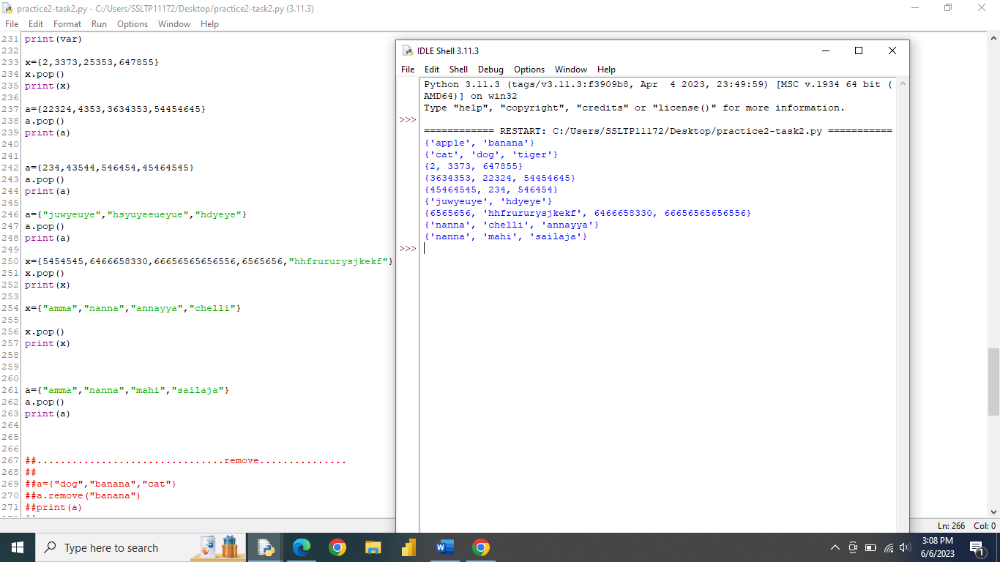 practice2-task2.py - C:/Users/SSLTP11172/Desktop/practice2-task2.py (3.11.3)
File Edit Format Run Options Window Help
231 print(var)
232
233 x={2,3373,25353,647855}
234 x.pop()
235 print(x)
236
237 a={22324,4353,3634353,54454645}
238 a.pop()
239 print(a)
240
241
242 a={234,43544,546454,45464545}
243 a.pop()
244 print(a)
245
246 a={"juwyeuye","hsyuyeeueyue","hdyeye"}
247 a.pop()
248 print(a)
249
250 x={5454545,6466658330,66656565656556,6565656,"hhfrururysjkekf"}
251 x.pop()
252 print(x)
253
254 x={"amma","nanna","annayya","chelli"}
255
256 x.pop()
257 print(x)
258
259
260
261 a={"amma","nanna","mahi","sailaja"}
262 a.pop()
263 print(a)
264
265
266
267 ##................................remove...............
268 ##
269 ##a={"dog","banana","cat"}
270 ##a.remove("banana")
271 ##print(a)
IDLE Shell 3.11.3
File Edit Shell Debug Options Window Help
Python 3.11.3 (tags/v3.11.3:f3909b8, Apr  4 2023, 23:49:59) [MSC v.1934 64 bit (
AMD64)] on win32
Type "help", "copyright", "credits" or "license()" for more information.
>>>
============ RESTART: C:/Users/SSLTP11172/Desktop/practice2-task2.py ===========
{'apple', 'banana'}
{'cat', 'dog', 'tiger'}
{2, 3373, 647855}
{3634353, 22324, 54454645}
{45464545, 234, 546454}
{'juwyeuye', 'hdyeye'}
{6565656, 'hhfrururysjkekf', 6466658330, 66656565656556}
{'nanna', 'chelli', 'annayya'}
{'nanna', 'mahi', 'sailaja'}
>>>
Ln: 266 Col: 0
Type here to search
3:08 PM
6/6/2023
1